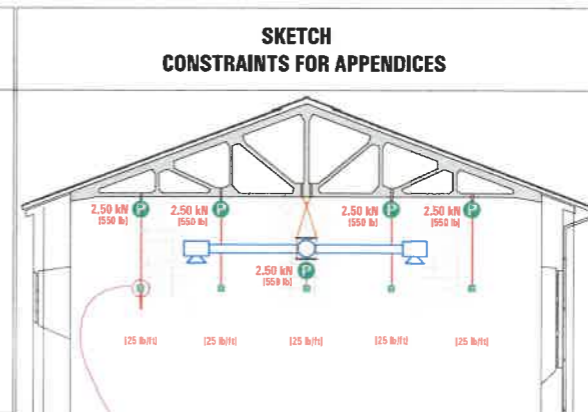 SKETCH
CONSTRAINTS FOR APPENDICES
2.50 kN P 2.50 kN P P 2.50 kN P 2.50 kN
[550 lb] [550 lb] [550 lb] [550 lb]
2.50 kN P
[550 lb]
[25 lb/ft] [25 lb/ft] [25 lb/ft] [25 lb/ft] [25 lb/ft]